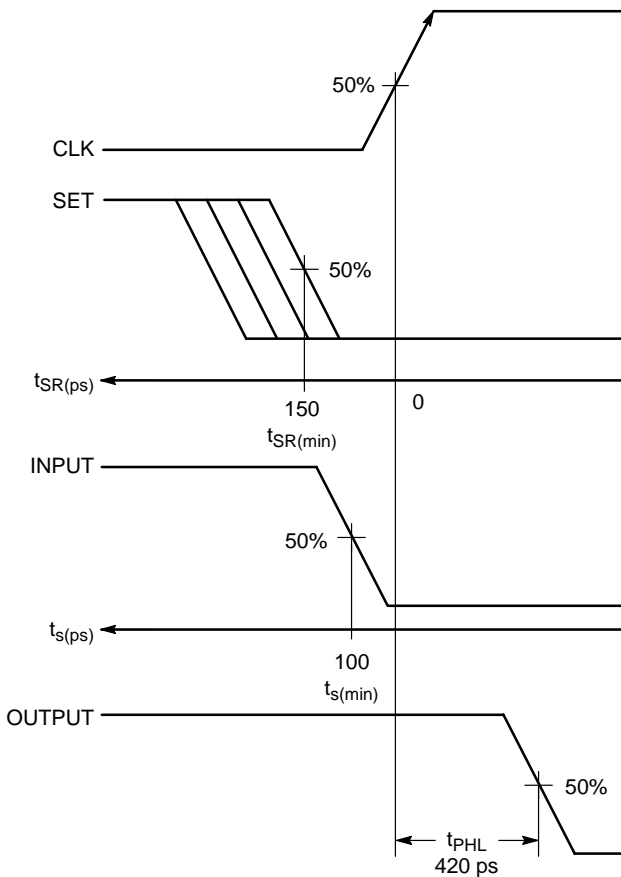 50%
CLK
SET
50%
tSR(ps)
150
0
tSR(min)
INPUT
50%
ts(ps)
100
ts(min)
OUTPUT
50%
tPHL
420 ps